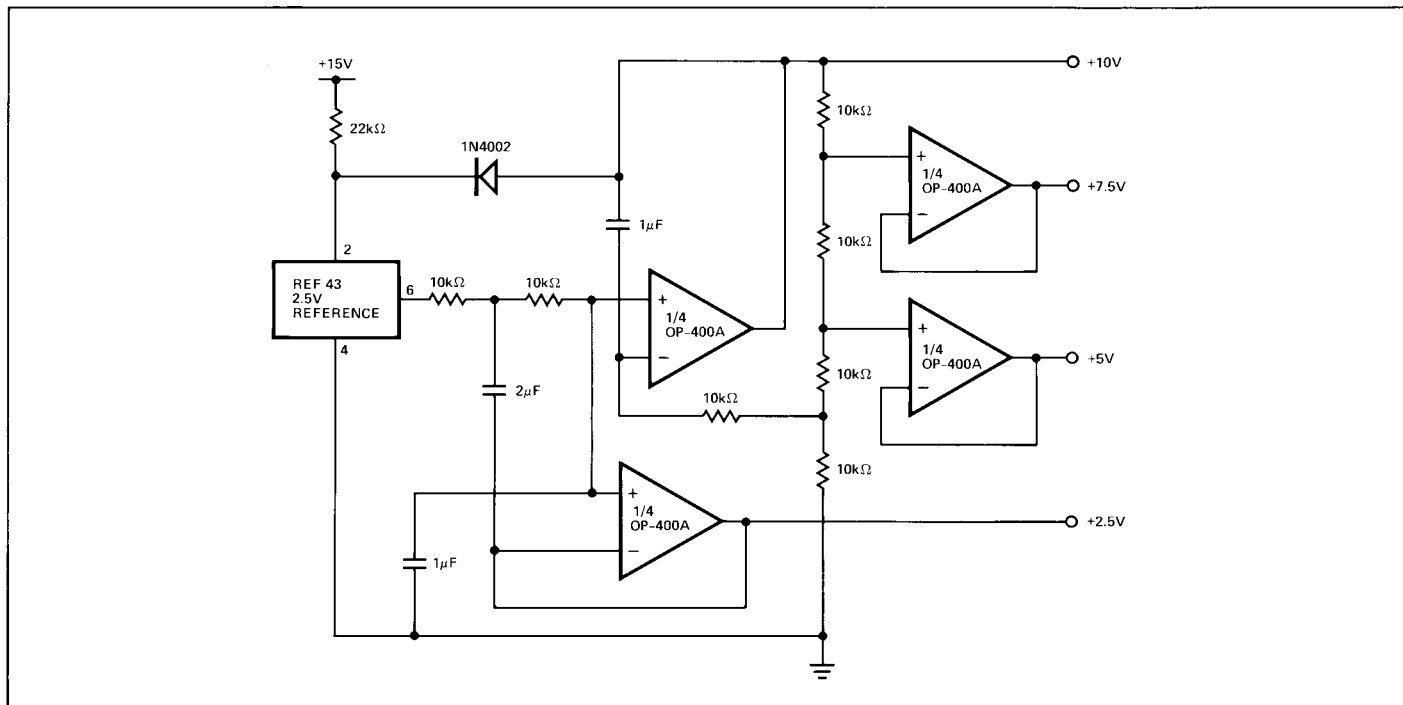 +15V
22kΩ
1N4002
+10V
10kΩ
+
1/4
OP-400A
−
+7.5V
1μF
10kΩ
2
REF 43
2.5V
REFERENCE
6
4
10kΩ
10kΩ
+
1/4
OP-400A
−
+
1/4
OP-400A
−
+5V
10kΩ
2μF
10kΩ
10kΩ
+
1/4
OP-400A
−
+2.5V
1μF